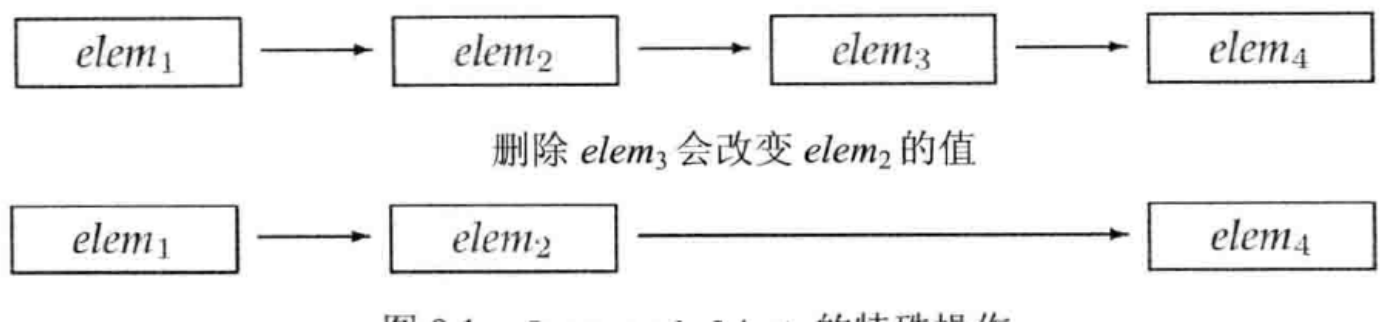 elem₁ elem₂ elem₃ elem₄
删除 elem₃ 会改变 elem₂ 的值
elem₁ elem₂ elem₄